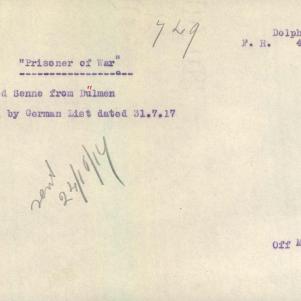 749
Dolph
F. R. 4
"Prisoner of War"
d Senne from Dülmen
by German List dated 31.7.17
sent
24/10/17
Off M